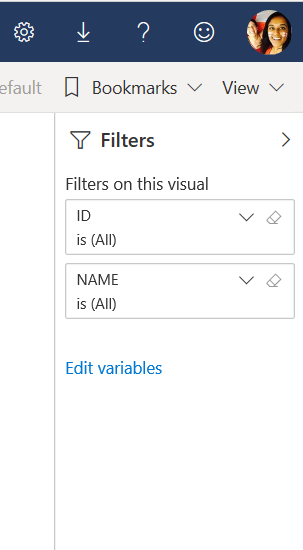 efault Bookmarks View
Filters
Filters on this visual
ID
is (All)
NAME
is (All)
Edit variables